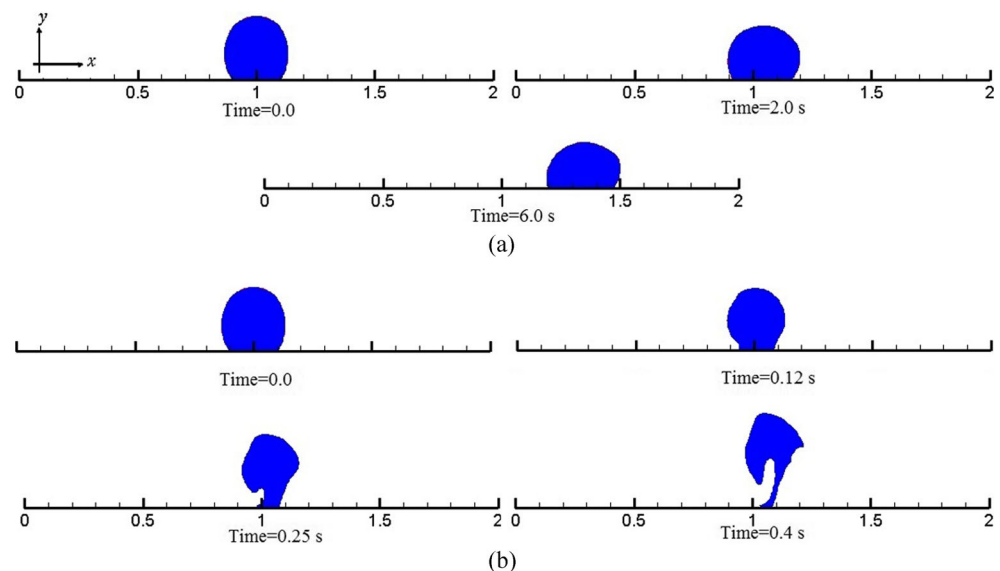 y
x
0 0.5 1 1.5 2
Time=0.0
0 0.5 1 1.5 2
Time=2.0 s
0 0.5 1 1.5 2
Time=6.0 s
(a)
Time=0.0
Time=0.12 s
0 0.5 1 1.5 2
Time=0.25 s
0 0.5 1 1.5 2
Time=0.4 s
(b)